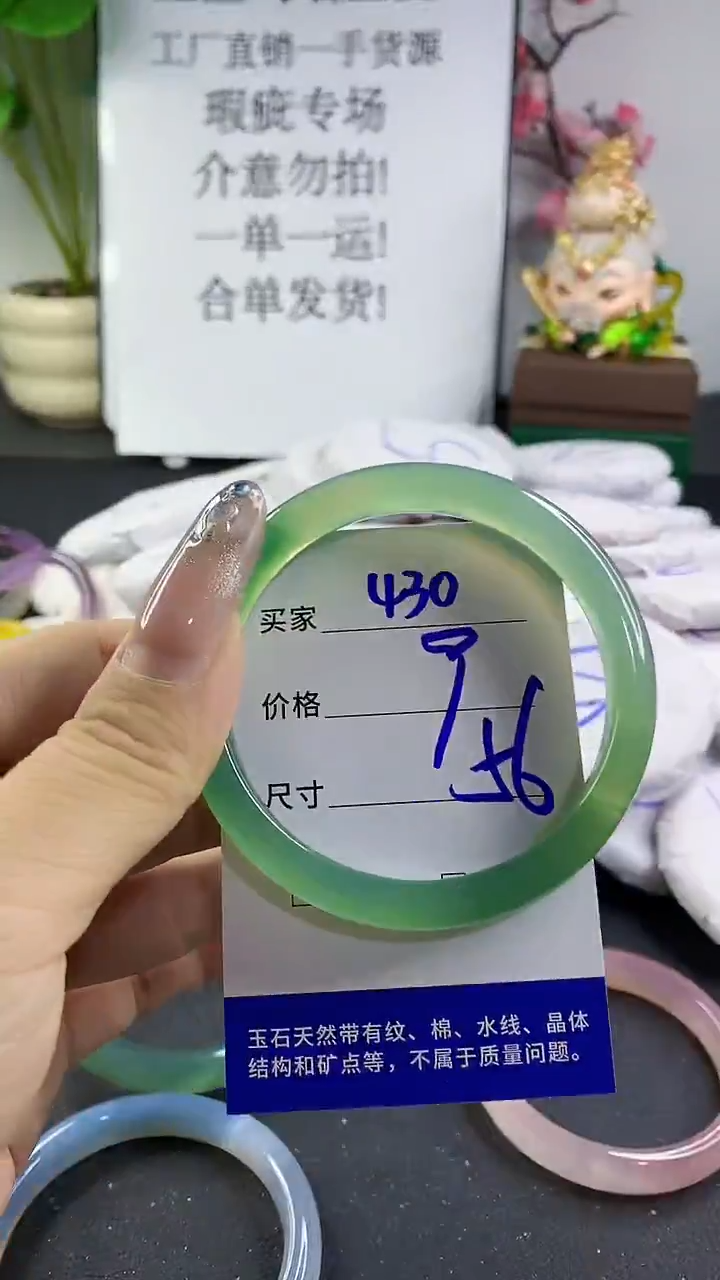 工厂直销一手货源
瑕疵专场
介意勿拍!
一单一运!
合单发货!
买家 430
价格
尺寸 56
玉石天然带有纹、棉、水线、晶体
结构和矿点等，不属于质量问题。